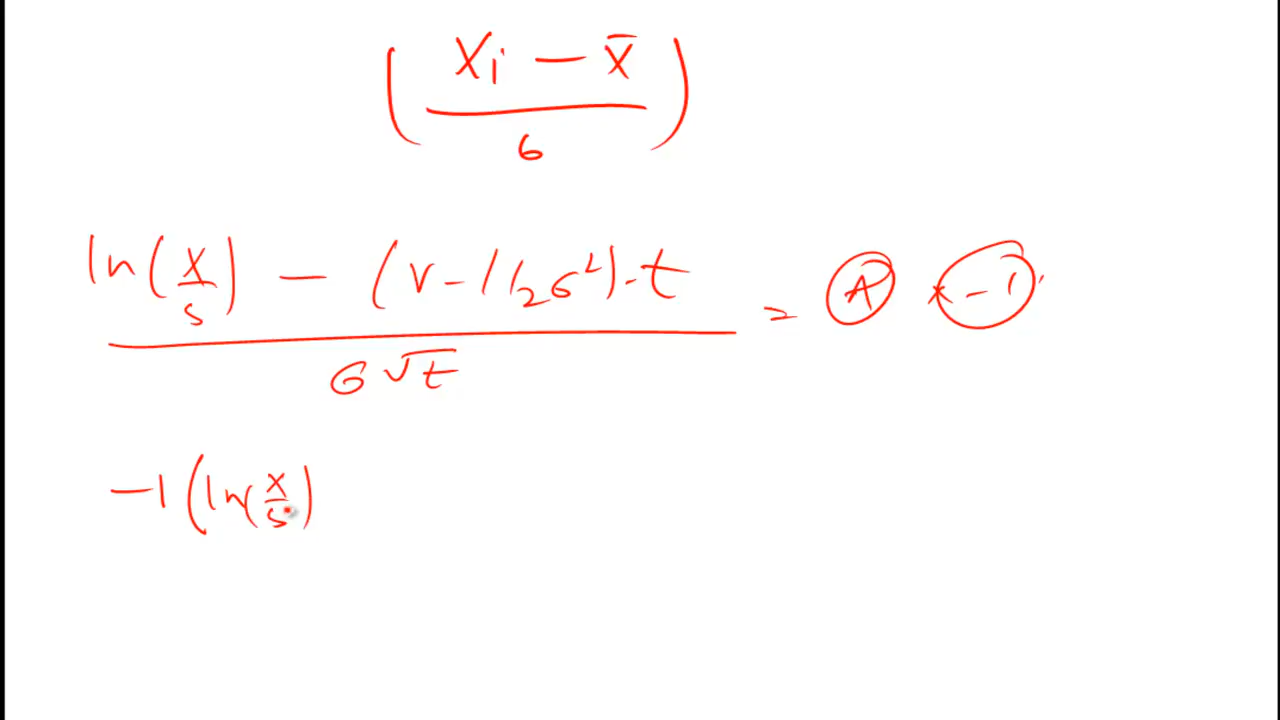 (Xi − x̄ / 6)
ln(x/s) − (r − 1/2 6²) · t / 6√t = A × −1
−1(ln(x/s)